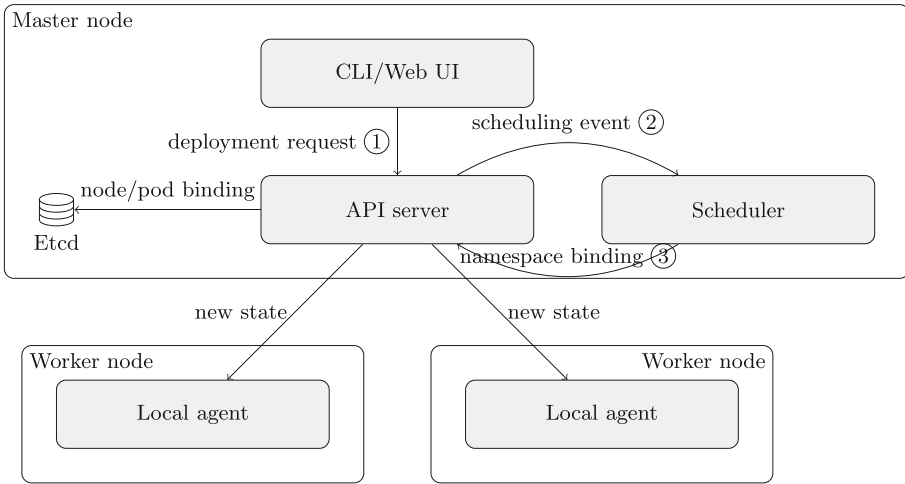 Master node
CLI/Web UI
deployment request ①
scheduling event ②
node/pod binding
API server
Scheduler
Etcd
namespace binding ③
new state
new state
Worker node
Worker node
Local agent
Local agent